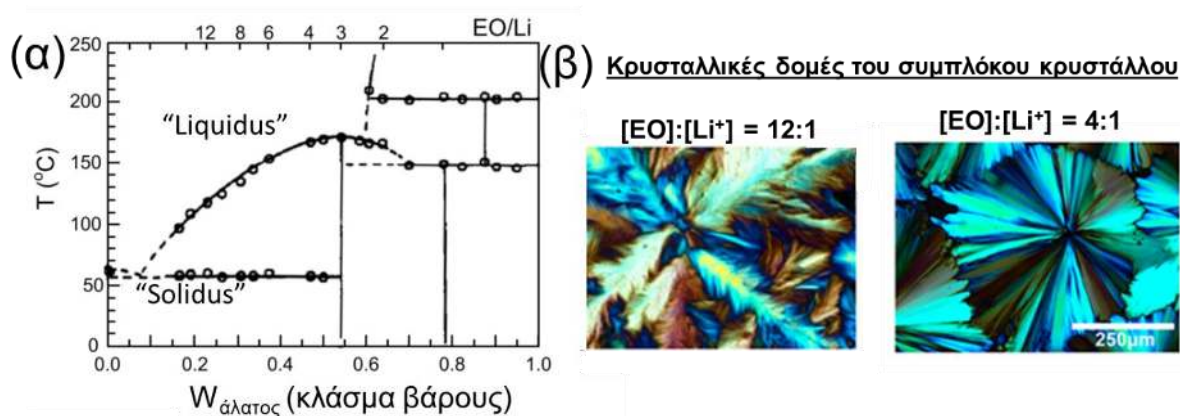 (α)
12 8 6 4 3 2 EO/Li
250
200
150
100
50
0
T (°C)
"Liquidus"
"Solidus"
0.0 0.2 0.4 0.6 0.8 1.0
Wάλατος (κλάσμα βάρους)
(β) Κρυσταλλικές δομές του συμπλόκου κρυστάλλου
[EO]:[Li⁺] = 12:1
[EO]:[Li⁺] = 4:1
250μm